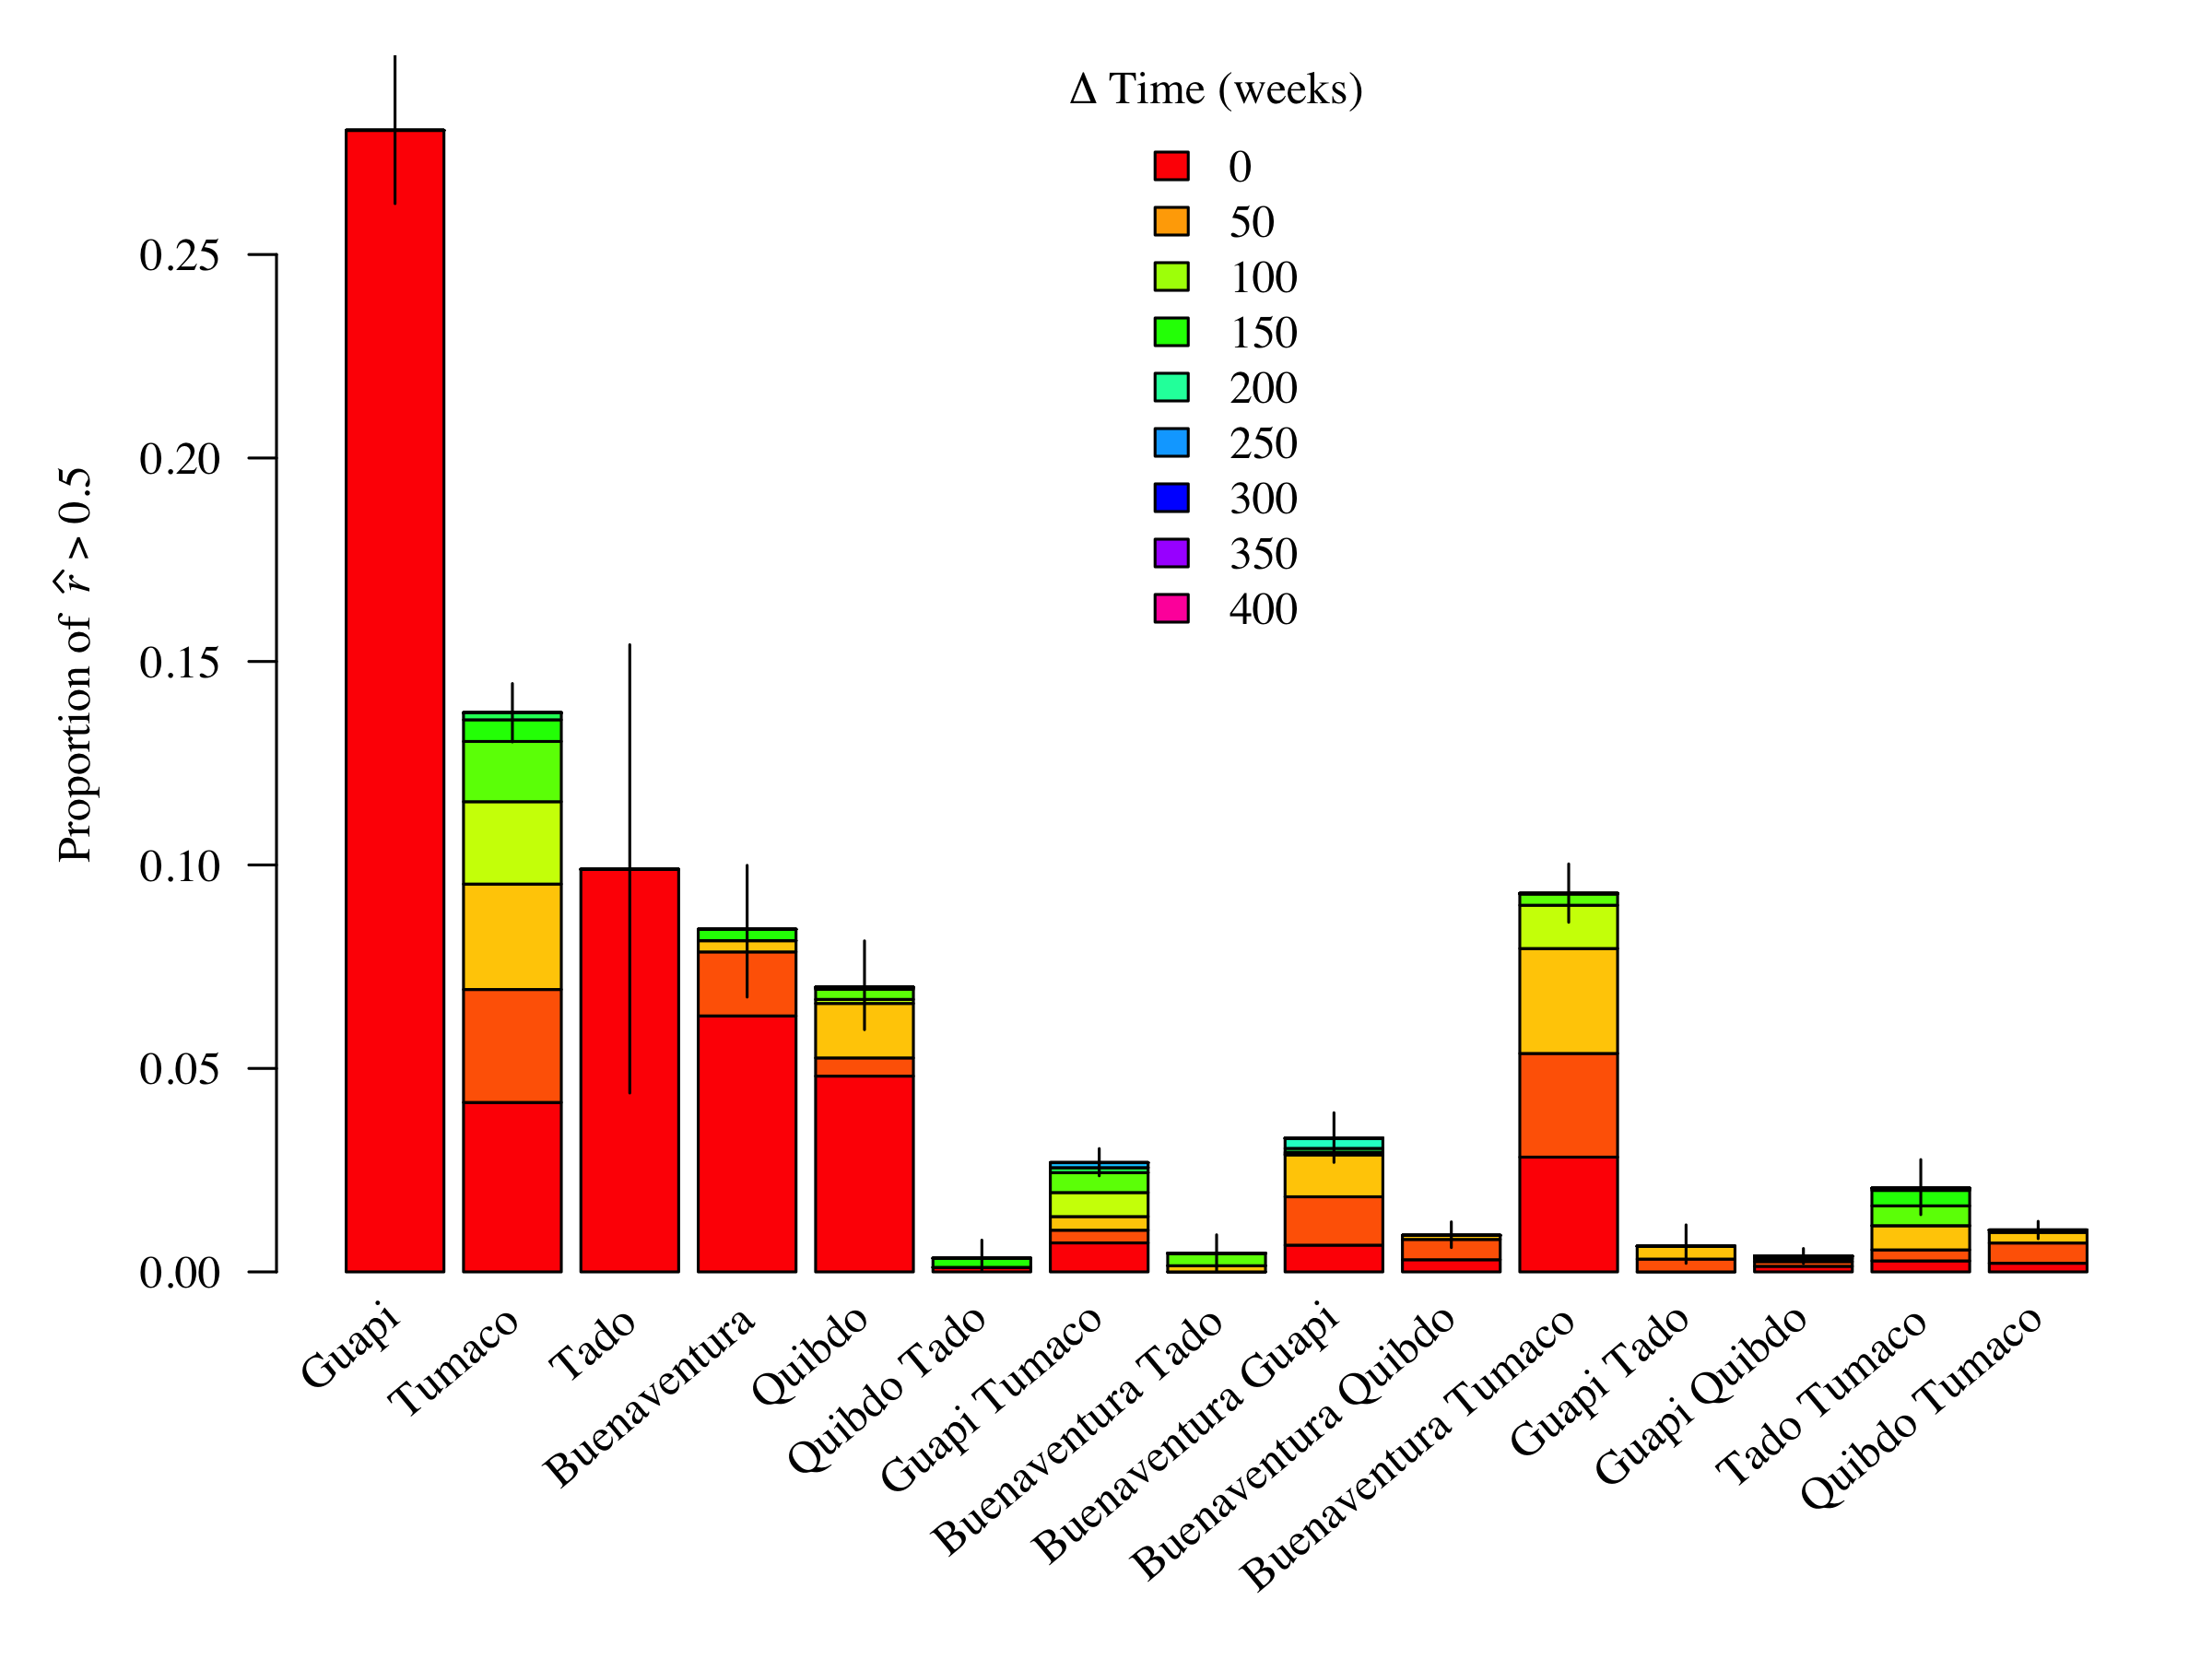 Δ Time (weeks)
0
50
100
150
200
250
300
350
400
Proportion of r̂ > 0.5
0.25
0.20
0.15
0.10
0.05
0.00
Guapi
Tumaco
Tado
Buenaventura
Quibdo
Quibdo Tado
Guapi Tumaco
Buenaventura Tado
Buenaventura Guapi
Buenaventura Quibdo
Buenaventura Tumaco
Guapi Tado
Guapi Quibdo
Tado Tumaco
Quibdo Tumaco